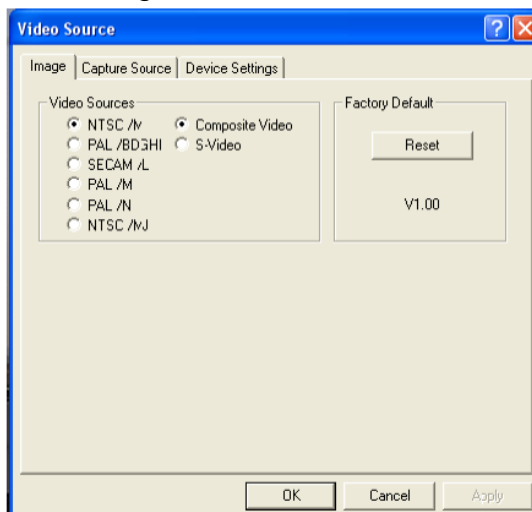 Video Source
Image Capture Source Device Settings
Video Sources
NTSC /M Composite Video
PAL /BDGHI S-Video
SECAM /L
PAL /M
PAL /N
NTSC /MJ
Factory Default
Reset
V1.00
OK Cancel Apply